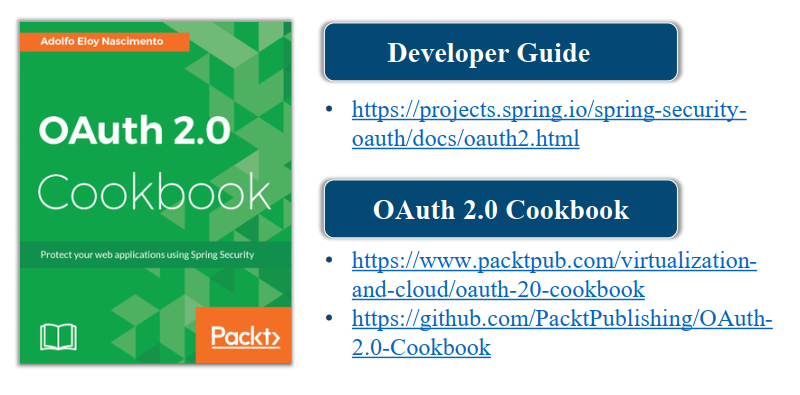 Adolfo Eloy Nascimento
OAuth 2.0
Cookbook
Protect your web applications using Spring Security
Packt>
Developer Guide
• https://projects.spring.io/spring-security-
oauth/docs/oauth2.html
OAuth 2.0 Cookbook
• https://www.packtpub.com/virtualization-
and-cloud/oauth-20-cookbook
• https://github.com/PacktPublishing/OAuth-
2.0-Cookbook